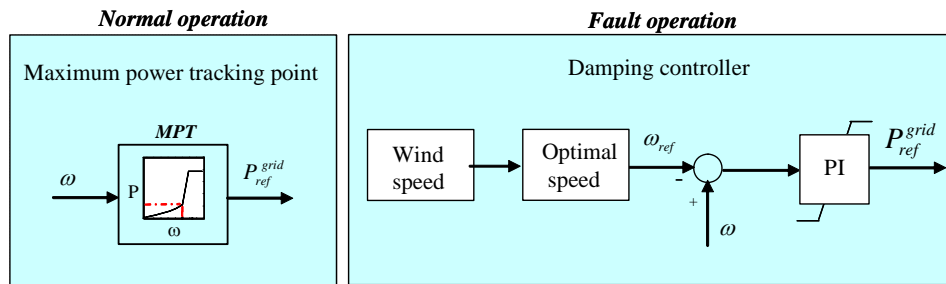 Normal operation
Fault operation
Maximum power tracking point
MPT
ω
P
ω
P_ref^grid
Damping controller
Wind speed
Optimal speed
ω_ref
-
+
ω
PI
P_ref^grid